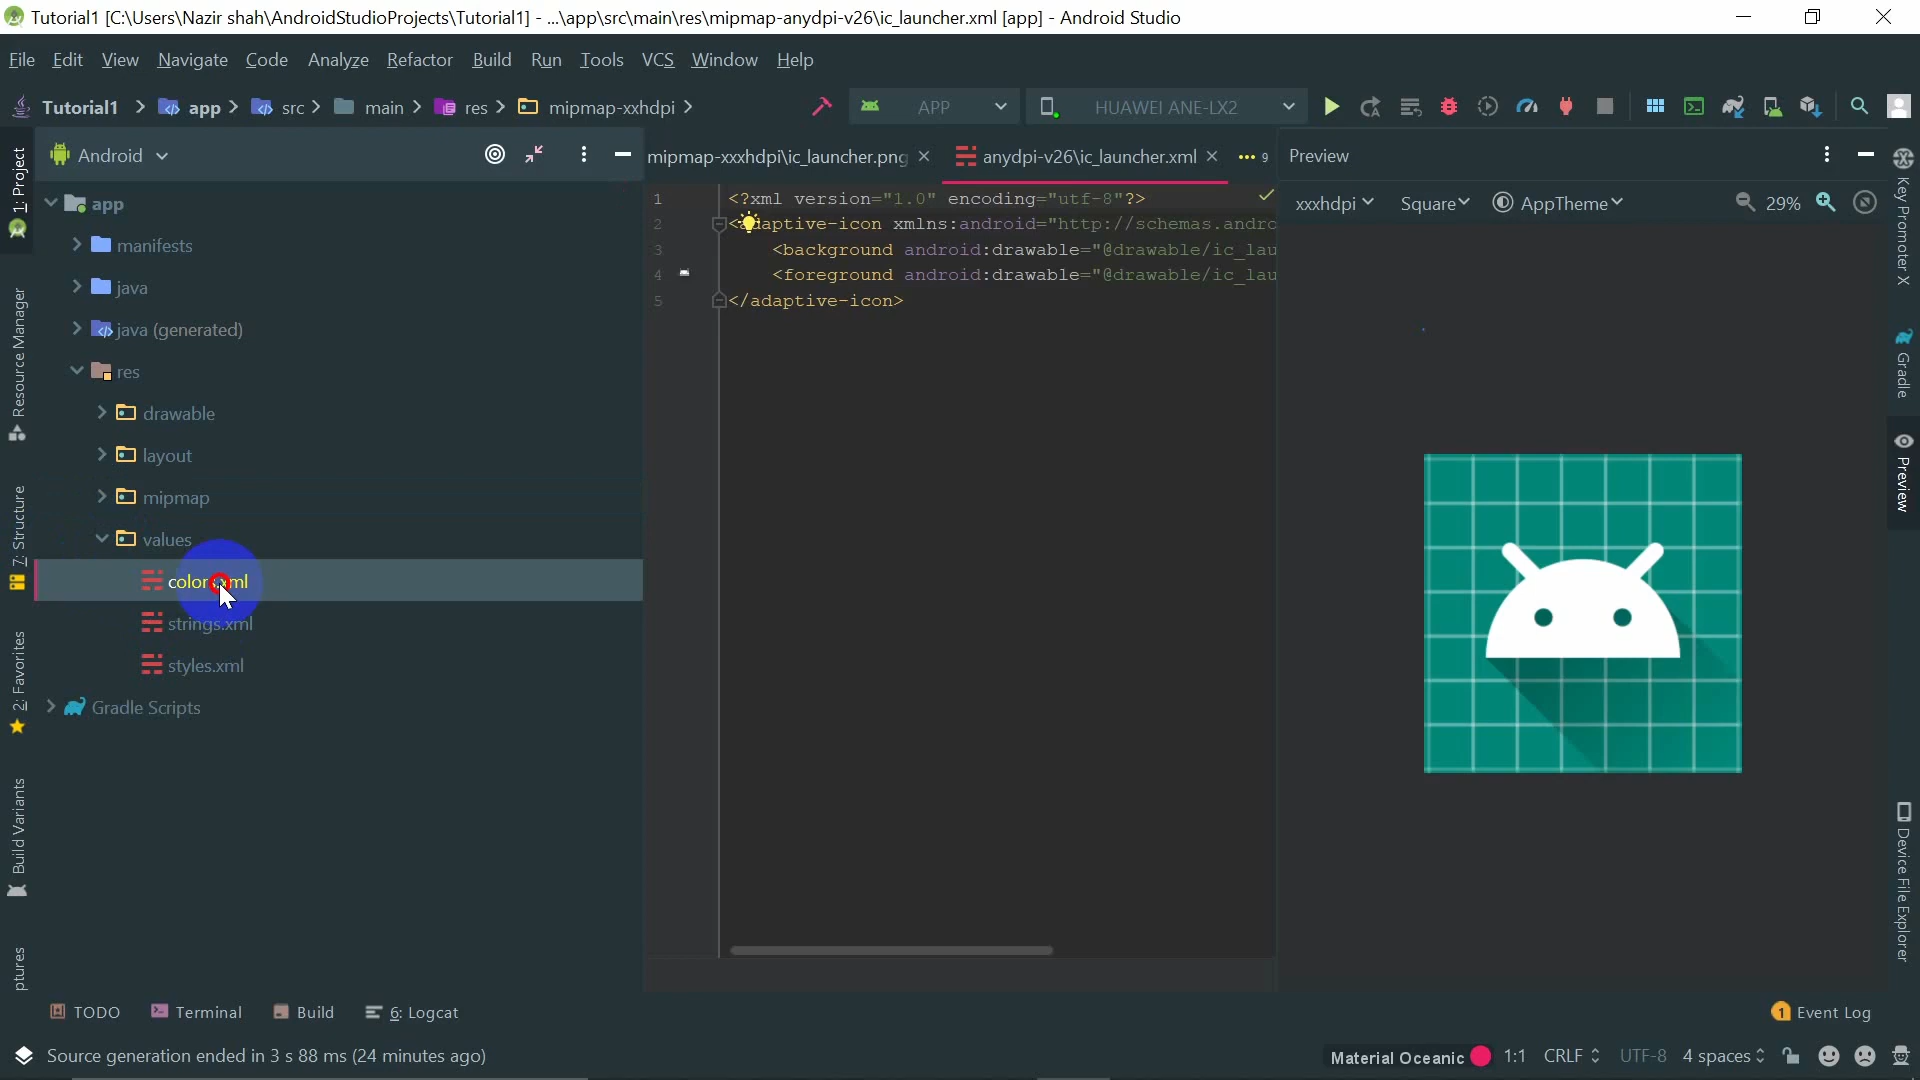 Tutorial1 [C:\Users\Nazir shah\AndroidStudioProjects\Tutorial1] - ...\app\src\main\res\mipmap-anydpi-v26\ic_launcher.xml [app] - Android Studio
File Edit View Navigate Code Analyze Refactor Build Run Tools VCS Window Help
Tutorial1 app src main res mipmap-xxhdpi APP HUAWEI ANE-LX2
1: Project
Resource Manager
7: Structure
2: Favorites
Build Variants
ptures
Android
app
manifests
java
java (generated)
res
drawable
layout
mipmap
values
strings.xml
styles.xml
Gradle Scripts
mipmap-xxxhdpi\ic_launcher.png anydpi-v26\ic_launcher.xml 9
1 <?xml version="1.0" encoding="utf-8"?>
2 <adaptive-icon xmlns:android="http://schemas.andro
3 <background android:drawable="@drawable/ic_lau
4 <foreground android:drawable="@drawable/ic_lau
5 </adaptive-icon>
Preview
xxxhdpi Square AppTheme 29%
Key Promoter X
Gradle
Preview
Device File Explorer
TODO Terminal Build 6: Logcat 1 Event Log
Source generation ended in 3 s 88 ms (24 minutes ago) Material Oceanic 1:1 CRLF UTF-8 4 spaces